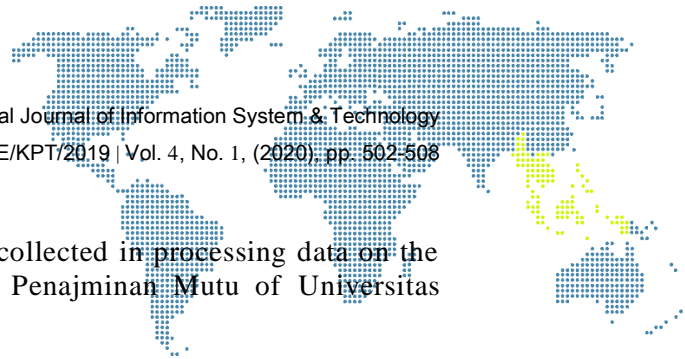 al Journal of Information System & Technology
E/KPT/2019 | Vol. 4, No. 1, (2020), pp. 502-508
collected in processing data on the
Penajminan Mutu of Universitas